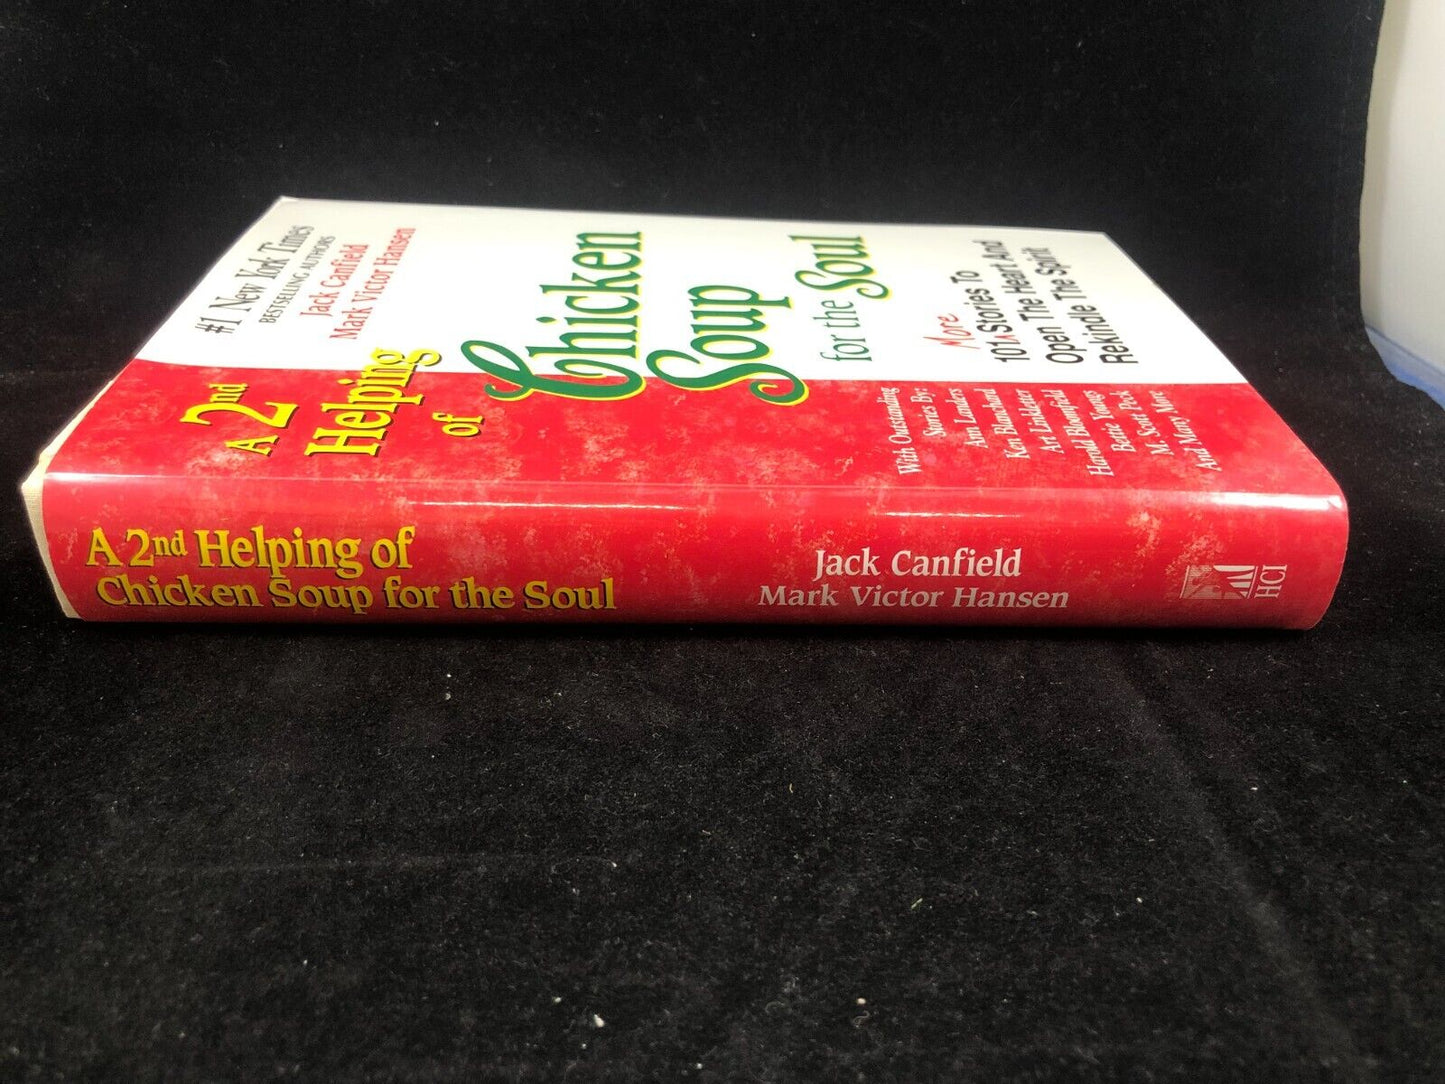 #1 New York Times
BESTSELLING AUTHORS
Jack Canfield
Mark Victor Hansen
A 2nd
Helping
of
Chicken
Soup
for the Soul
More
101 Stories To
Open The Heart And
Rekindle The Spirit
With Outstanding
Stories By:
Ann Landers
Ken Blanchard
Art Linkletter
Harold Bloomfield
Bettie Youngs
M. Scott Peck
And Many More
A 2nd Helping of
Chicken Soup for the Soul
Jack Canfield
Mark Victor Hansen
HCI